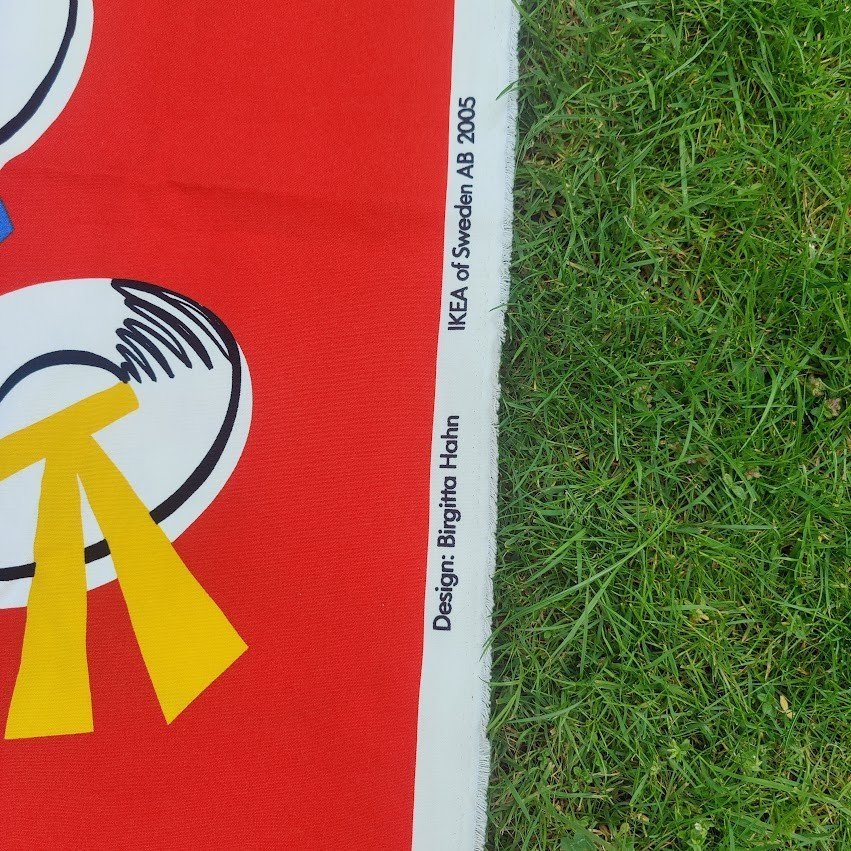 Design: Birgitta Hahn
IKEA of Sweden AB 2005